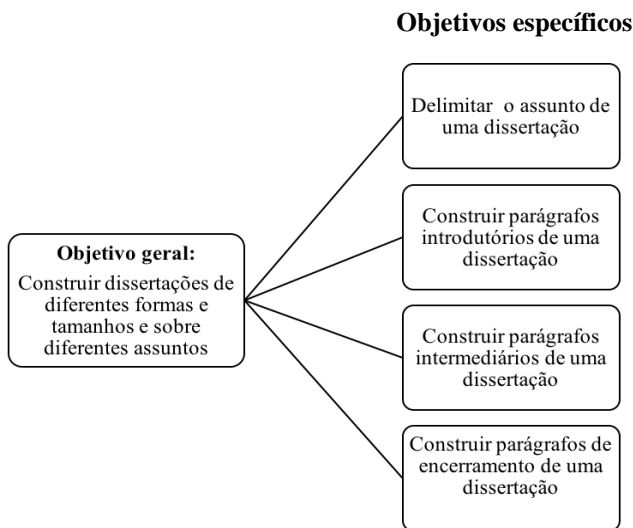 Objetivos específicos
Delimitar o assunto de
uma dissertação
Construir parágrafos
introdutórios de uma
dissertação
Objetivo geral:
Construir dissertações de
diferentes formas e
tamanhos e sobre
diferentes assuntos
Construir parágrafos
intermediários de uma
dissertação
Construir parágrafos de
encerramento de uma
dissertação